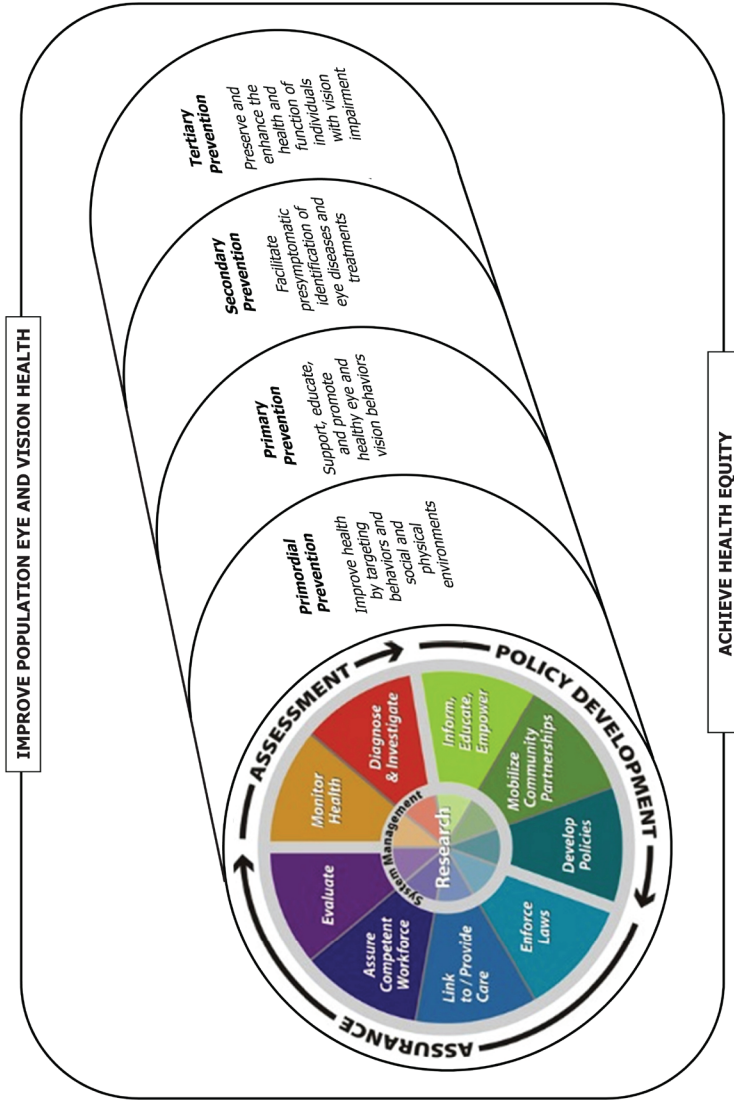 IMPROVE POPULATION EYE AND VISION HEALTH
ASSESSMENT
POLICY DEVELOPMENT
ASSURANCE
Monitor
Health
Diagnose
& Investigate
Inform,
Educate,
Empower
Mobilize
Community
Partnerships
Develop
Policies
Enforce
Laws
Link
to / Provide
Care
Assure
Competent
Workforce
Evaluate
System Management
Research
Primordial
Prevention
Improve health
by targeting
behaviors and
social and
physical
environments
Primary
Prevention
Support, educate,
and promote
healthy eye and
vision behaviors
Secondary
Prevention
Facilitate
presymptomatic
identification of
eye diseases and
treatments
Tertiary
Prevention
Preserve and
enhance the
health and
function of
individuals
with vision
impairment
ACHIEVE HEALTH EQUITY